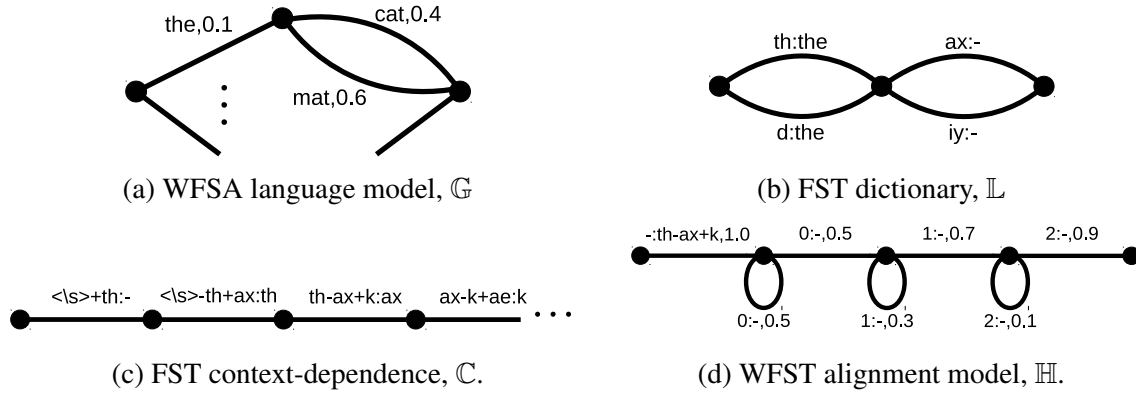 the,0.1
cat,0.4
mat,0.6
(a) WFSA language model, 𝔾
th:the
ax:-
d:the
iy:-
(b) FST dictionary, 𝕃
<\s>+th:-
<\s>-th+ax:th
th-ax+k:ax
ax-k+ae:k
(c) FST context-dependence, ℂ.
-:th-ax+k,1.0
0:-,0.5
1:-,0.7
2:-,0.9
0:-,0.5
1:-,0.3
2:-,0.1
(d) WFST alignment model, ℍ.